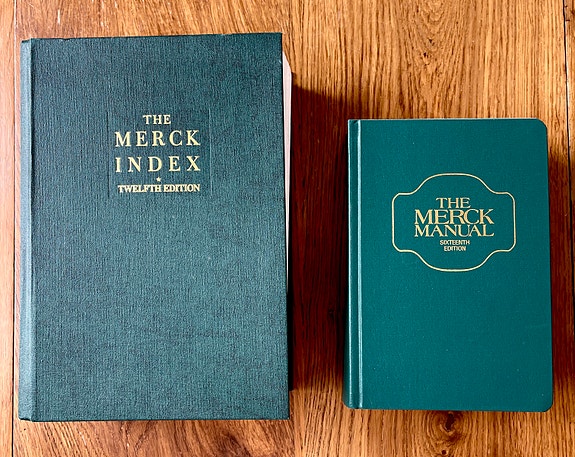 THE
MERCK
INDEX
TWELFTH EDITION
THE
MERCK
MANUAL
SIXTEENTH
EDITION